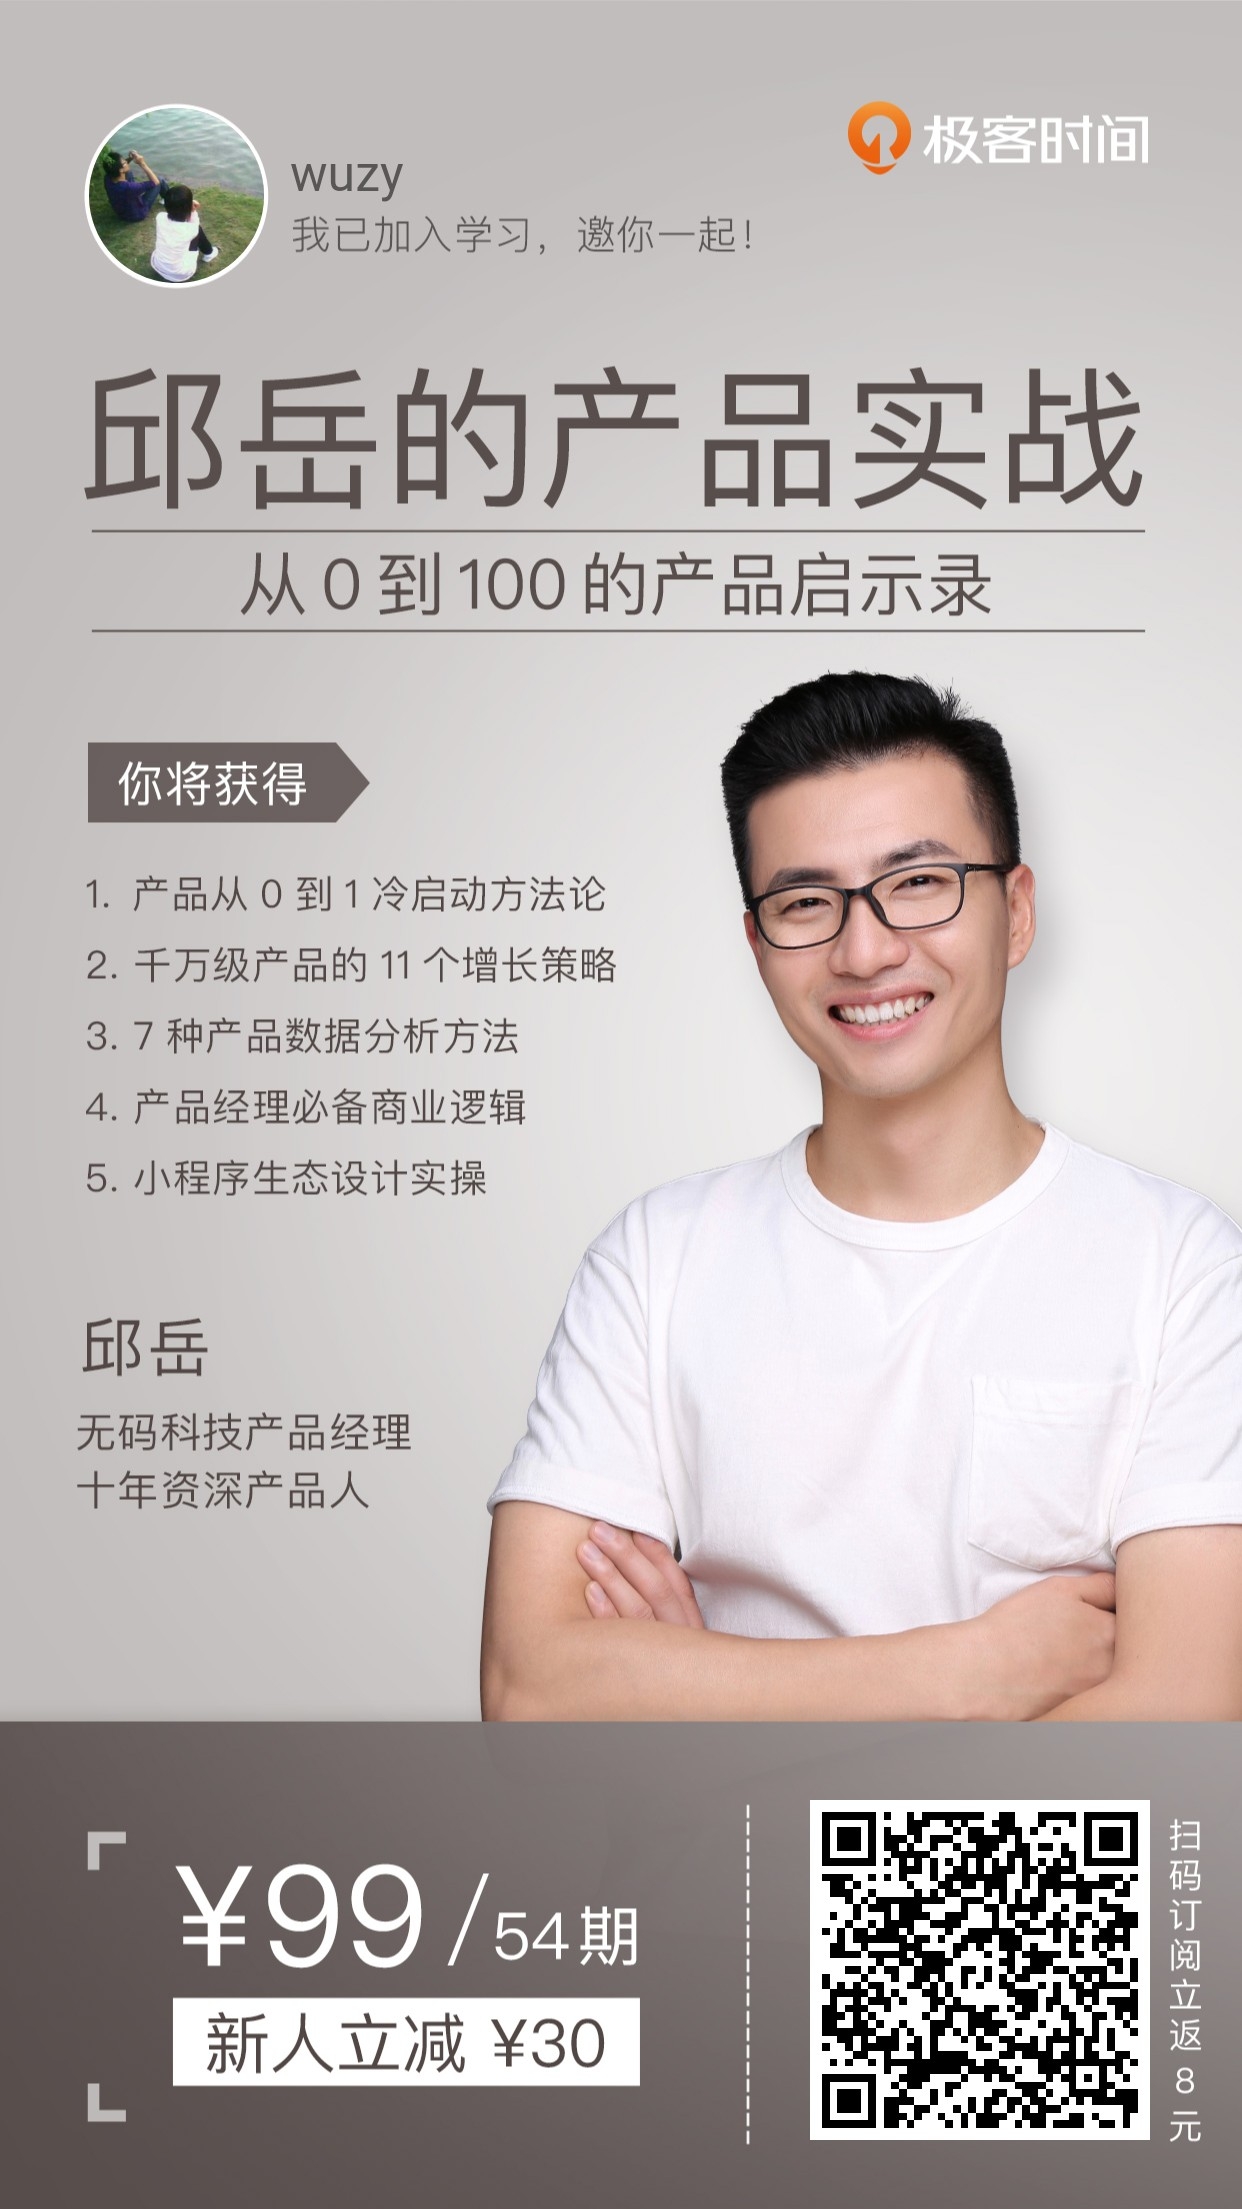 极客时间
wuzy
我已加入学习，邀你一起！
邱岳的产品实战
从 0 到 100 的产品启示录
你将获得
1. 产品从 0 到 1 冷启动方法论
2. 千万级产品的 11 个增长策略
3. 7 种产品数据分析方法
4. 产品经理必备商业逻辑
5. 小程序生态设计实操
邱岳
无码科技产品经理
十年资深产品人
¥99/54期
新人立减 ¥30
扫码订阅立返8元